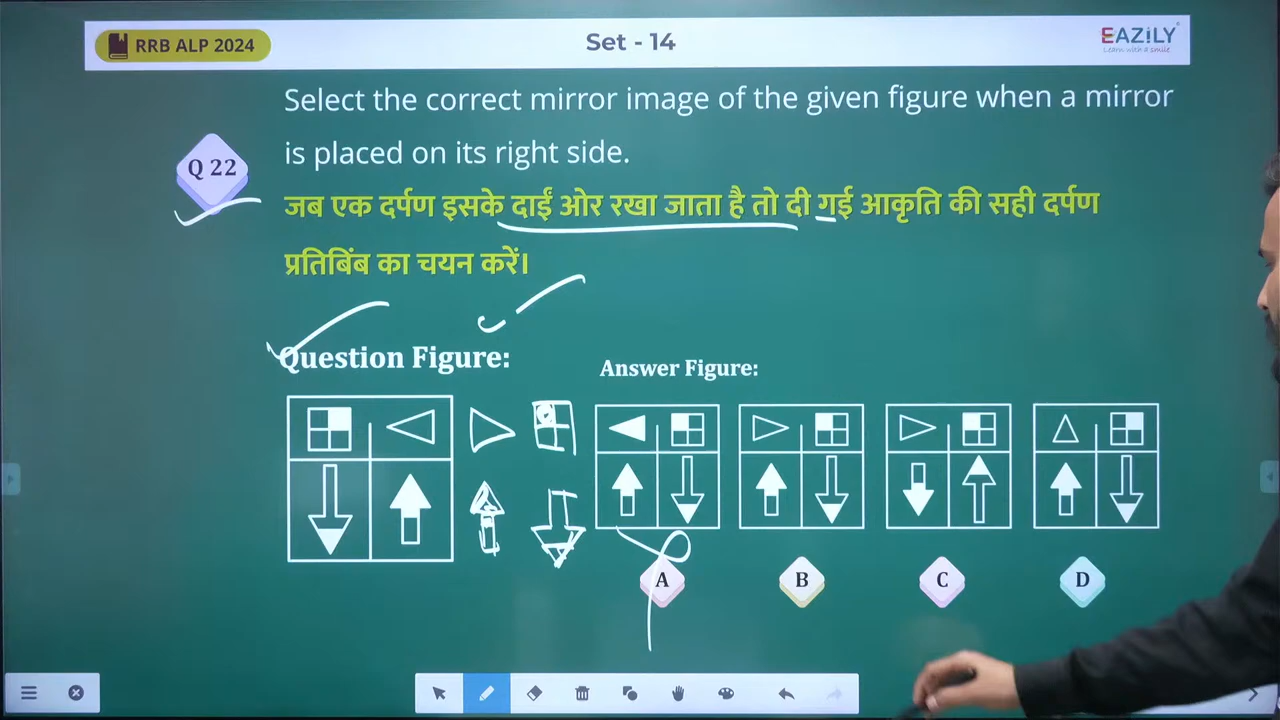 RRB ALP 2024
Set - 14
EAZILY
Learn with a smile
Select the correct mirror image of the given figure when a mirror
is placed on its right side.
Q 22
जब एक दर्पण इसके दाईं ओर रखा जाता है तो दी गई आकृति की सही दर्पण
प्रतिबिंब का चयन करें।
Question Figure:
Answer Figure:
A
B
C
D